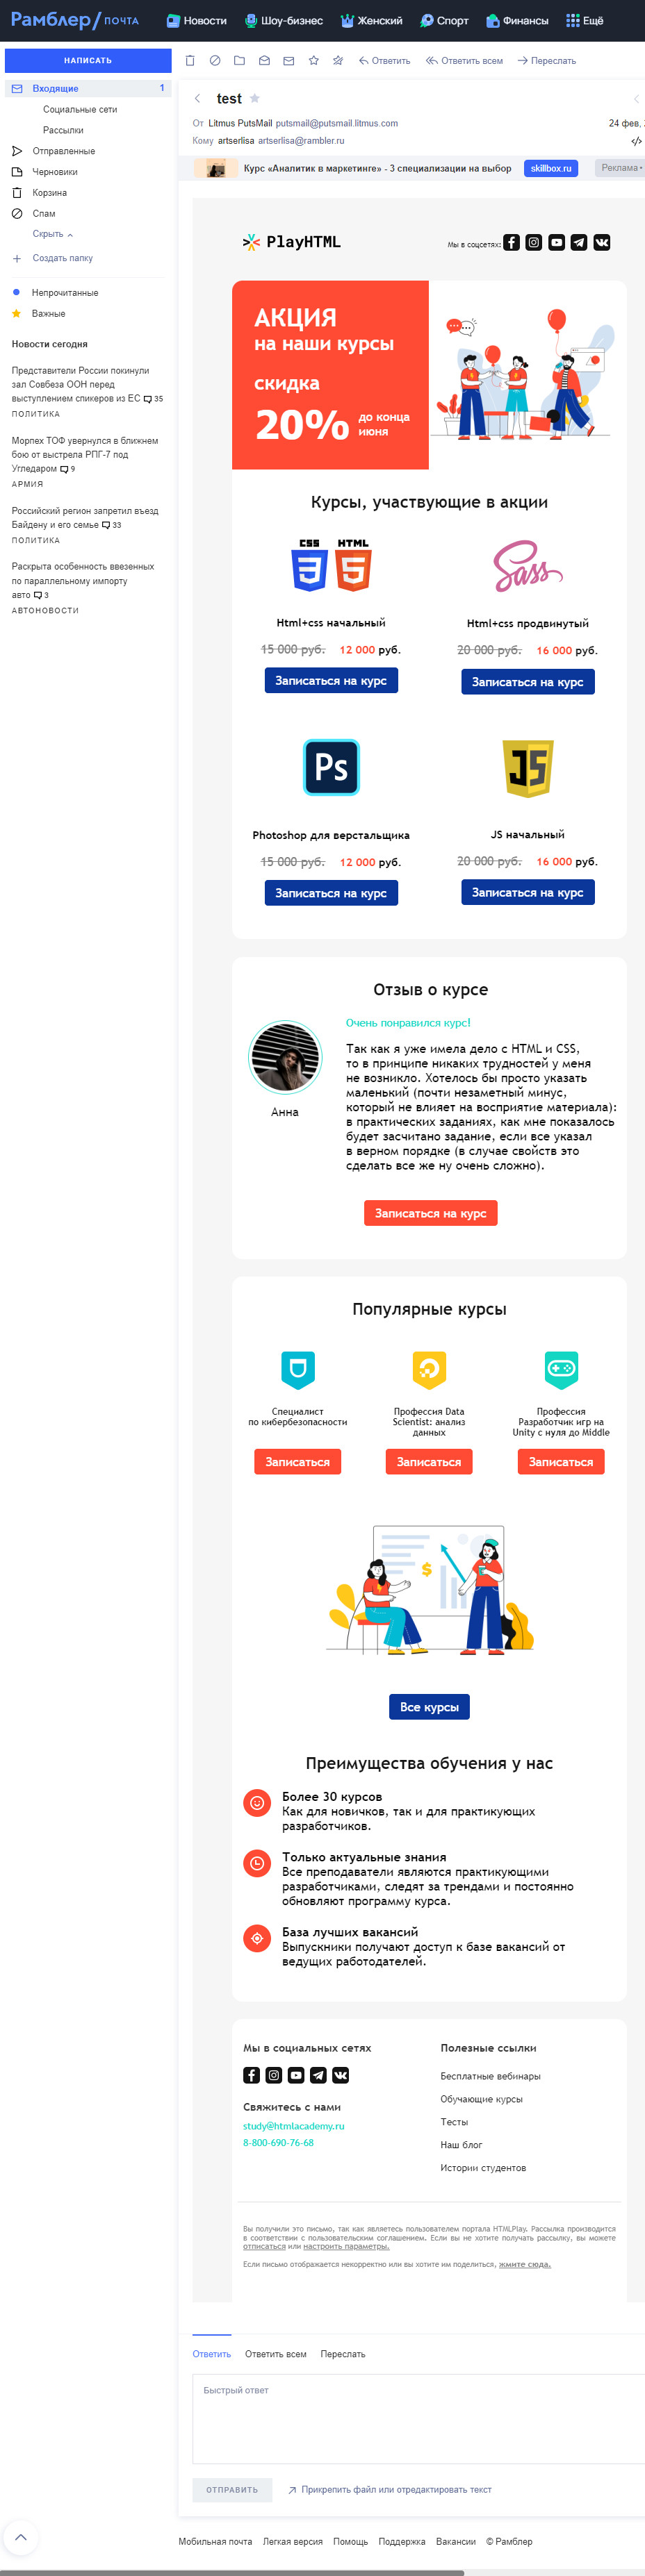 Рамблер/ почта
Новости
Шоу-бизнес
Женский
Спорт
Финансы
Ещё
НАПИСАТЬ
Входящие 1
Социальные сети
Рассылки
Отправленные
Черновики
Корзина
Спам
Скрыть
Создать папку
Непрочитанные
Важные
Новости сегодня
Представители России покинули
зал Совбеза ООН перед
выступлением спикеров из ЕС 35
ПОЛИТИКА
Морпех ТОФ увернулся в ближнем
бою от выстрела РПГ-7 под
Угледаром 9
АРМИЯ
Российский регион запретил въезд
Байдену и его семье 33
ПОЛИТИКА
Раскрыта особенность ввезенных
по параллельному импорту
авто 3
АВТОНОВОСТИ
Ответить
Ответить всем
Переслать
test
От Litmus PutsMail putsmail@putsmail.litmus.com
24 фев,
Кому artserlisa artserlisa@rambler.ru
Курс «Аналитик в маркетинге» - 3 специализации на выбор
skillbox.ru
Реклама
PlayHTML
Мы в соцсетях:
АКЦИЯ
на наши курсы
скидка
20% до конца
июня
Курсы, участвующие в акции
CSS HTML
Sass
Html+css начальный
15 000 руб. 12 000 руб.
Записаться на курс
Html+css продвинутый
20 000 руб. 16 000 руб.
Записаться на курс
Ps
JS
Photoshop для верстальщика
15 000 руб. 12 000 руб.
Записаться на курс
JS начальный
20 000 руб. 16 000 руб.
Записаться на курс
Отзыв о курсе
Анна
Очень понравился курс!
Так как я уже имела дело с HTML и CSS,
то в принципе никаких трудностей у меня
не возникло. Хотелось бы просто указать
маленький (почти незаметный минус,
который не влияет на восприятие материала):
в практических заданиях, как мне показалось
будет засчитано задание, если все указал
в верном порядке (в случае свойств это
сделать все же ну очень сложно).
Записаться на курс
Популярные курсы
Специалист
по кибербезопасности
Записаться
Профессия Data
Scientist: анализ
данных
Записаться
Профессия
Разработчик игр на
Unity с нуля до Middle
Записаться
$
Все курсы
Преимущества обучения у нас
Более 30 курсов
Как для новичков, так и для практикующих
разработчиков.
Только актуальные знания
Все преподаватели являются практикующими
разработчиками, следят за трендами и постоянно
обновляют программу курса.
База лучших вакансий
Выпускники получают доступ к базе вакансий от
ведущих работодателей.
Мы в социальных сетях
Свяжитесь с нами
study@htmlacademy.ru
8-800-690-76-68
Полезные ссылки
Бесплатные вебинары
Обучающие курсы
Тесты
Наш блог
Истории студентов
Вы получили это письмо, так как являетесь пользователем портала HTMLPlay. Рассылка производится
в соответствии с пользовательским соглашением. Если вы не хотите получать рассылку, вы можете
отписаться или настроить параметры.
Если письмо отображается некорректно или вы хотите им поделиться, жмите сюда.
Ответить
Ответить всем
Переслать
Быстрый ответ
ОТПРАВИТЬ
Прикрепить файл или отредактировать текст
Мобильная почта
Легкая версия
Помощь
Поддержка
Вакансии
© Рамблер